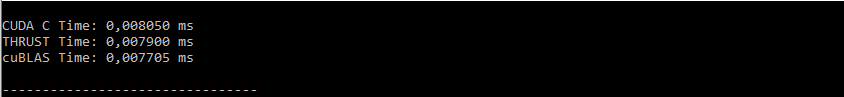 CUDA C Time: 0,008050 ms
THRUST Time: 0,007900 ms
cuBLAS Time: 0,007705 ms
--------------------------------